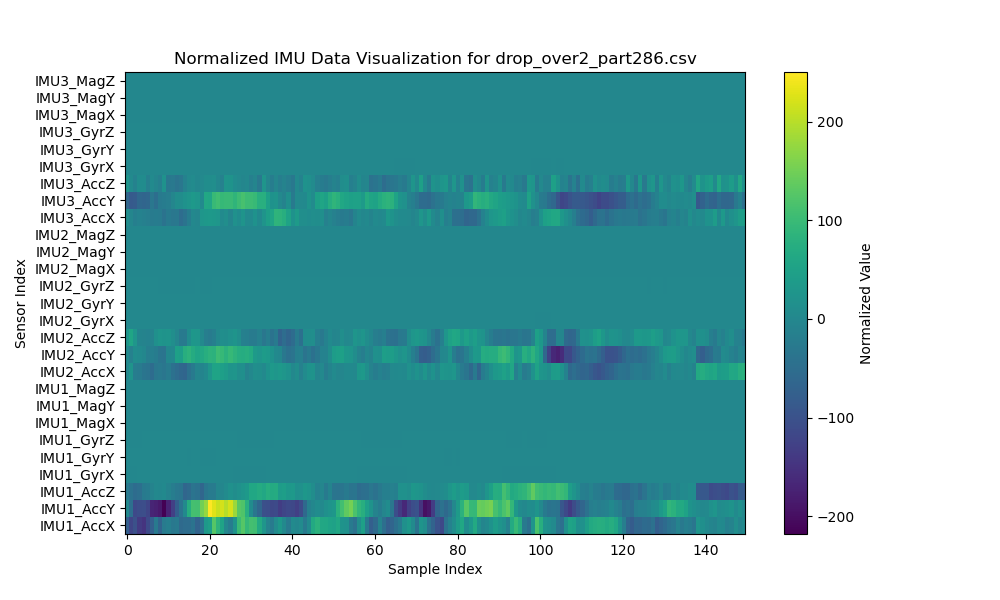 Normalized IMU Data Visualization for drop_over2_part286.csv
IMU3_MagZ
IMU3_MagY
IMU3_MagX
IMU3_GyrZ
IMU3_GyrY
IMU3_GyrX
IMU3_AccZ
IMU3_AccY
IMU3_AccX
IMU2_MagZ
IMU2_MagY
IMU2_MagX
IMU2_GyrZ
IMU2_GyrY
IMU2_GyrX
IMU2_AccZ
IMU2_AccY
IMU2_AccX
IMU1_MagZ
IMU1_MagY
IMU1_MagX
IMU1_GyrZ
IMU1_GyrY
IMU1_GyrX
IMU1_AccZ
IMU1_AccY
IMU1_AccX
Sensor Index
0 20 40 60 80 100 120 140
Sample Index
200
100
0
−100
−200
Normalized Value